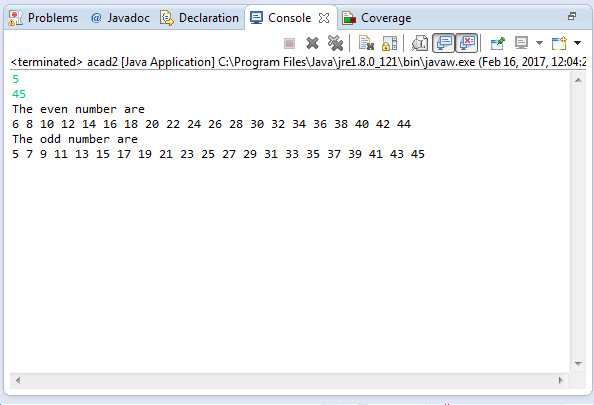 Problems @ Javadoc Declaration Console Coverage
<terminated> acad2 [Java Application] C:\Program Files\Java\jre1.8.0_121\bin\javaw.exe (Feb 16, 2017, 12:04:2
5
45
The even number are
6 8 10 12 14 16 18 20 22 24 26 28 30 32 34 36 38 40 42 44
The odd number are
5 7 9 11 13 15 17 19 21 23 25 27 29 31 33 35 37 39 41 43 45